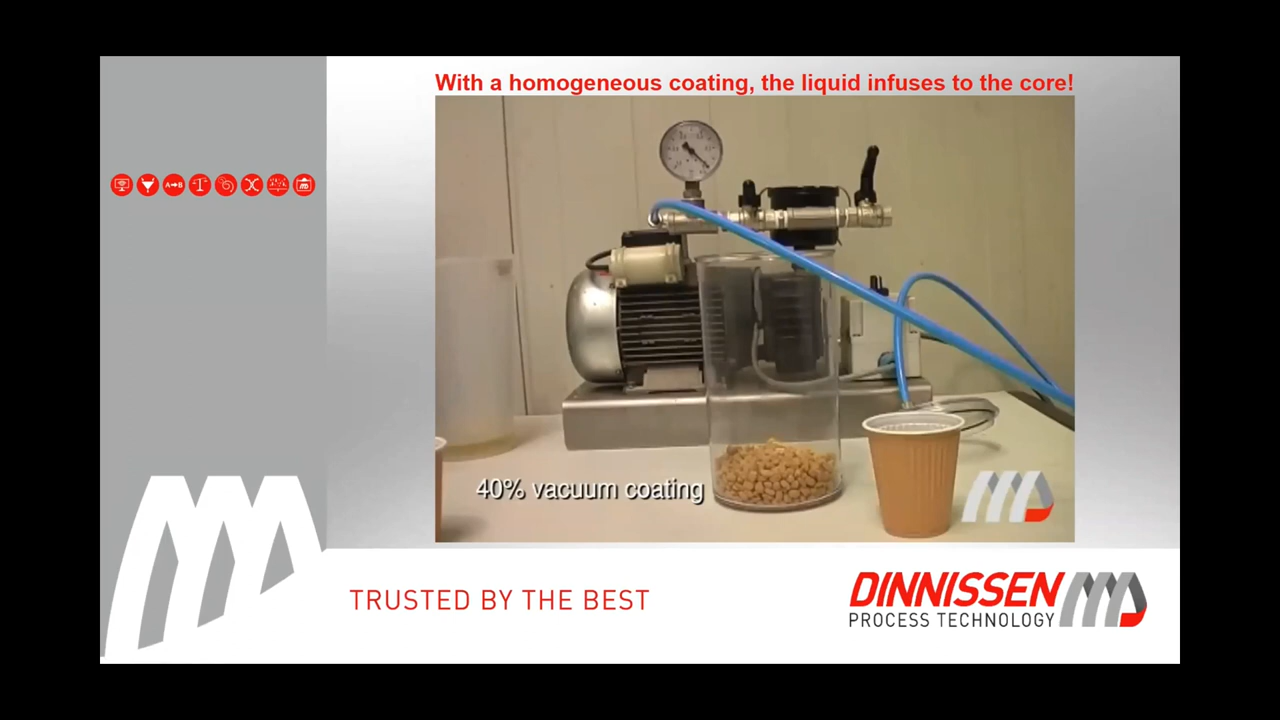 With a homogeneous coating, the liquid infuses to the core!
A B
40% vacuum coating
TRUSTED BY THE BEST
DINNISSEN
PROCESS TECHNOLOGY